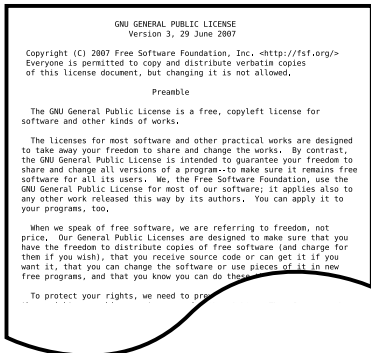 GNU GENERAL PUBLIC LICENSE
Version 3, 29 June 2007
Copyright (C) 2007 Free Software Foundation, Inc. <http://fsf.org/>
Everyone is permitted to copy and distribute verbatim copies
of this license document, but changing it is not allowed.
Preamble
The GNU General Public License is a free, copyleft license for
software and other kinds of works.
The licenses for most software and other practical works are designed
to take away your freedom to share and change the works. By contrast,
the GNU General Public License is intended to guarantee your freedom to
share and change all versions of a program--to make sure it remains free
software for all its users. We, the Free Software Foundation, use the
GNU General Public License for most of our software; it applies also to
any other work released this way by its authors. You can apply it to
your programs, too.
When we speak of free software, we are referring to freedom, not
price. Our General Public Licenses are designed to make sure that you
have the freedom to distribute copies of free software (and charge for
them if you wish), that you receive source code or can get it if you
want it, that you can change the software or use pieces of it in new
free programs, and that you know you can do these
To protect your rights, we need to